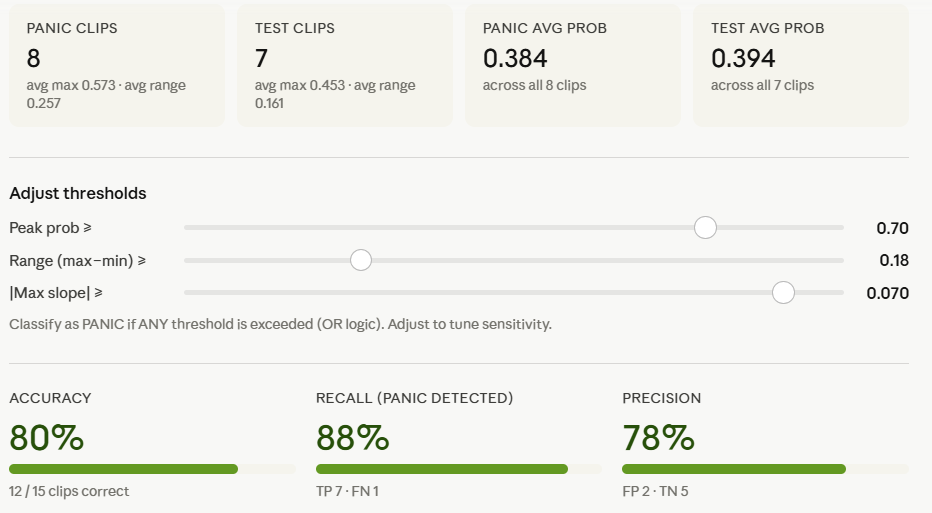 PANIC CLIPS
8
avg max 0.573 · avg range
0.257
TEST CLIPS
7
avg max 0.453 · avg range
0.161
PANIC AVG PROB
0.384
across all 8 clips
TEST AVG PROB
0.394
across all 7 clips
Adjust thresholds
Peak prob ≥ 0.70
Range (max−min) ≥ 0.18
|Max slope| ≥ 0.070
Classify as PANIC if ANY threshold is exceeded (OR logic). Adjust to tune sensitivity.
ACCURACY
80%
12 / 15 clips correct
RECALL (PANIC DETECTED)
88%
TP 7 · FN 1
PRECISION
78%
FP 2 · TN 5